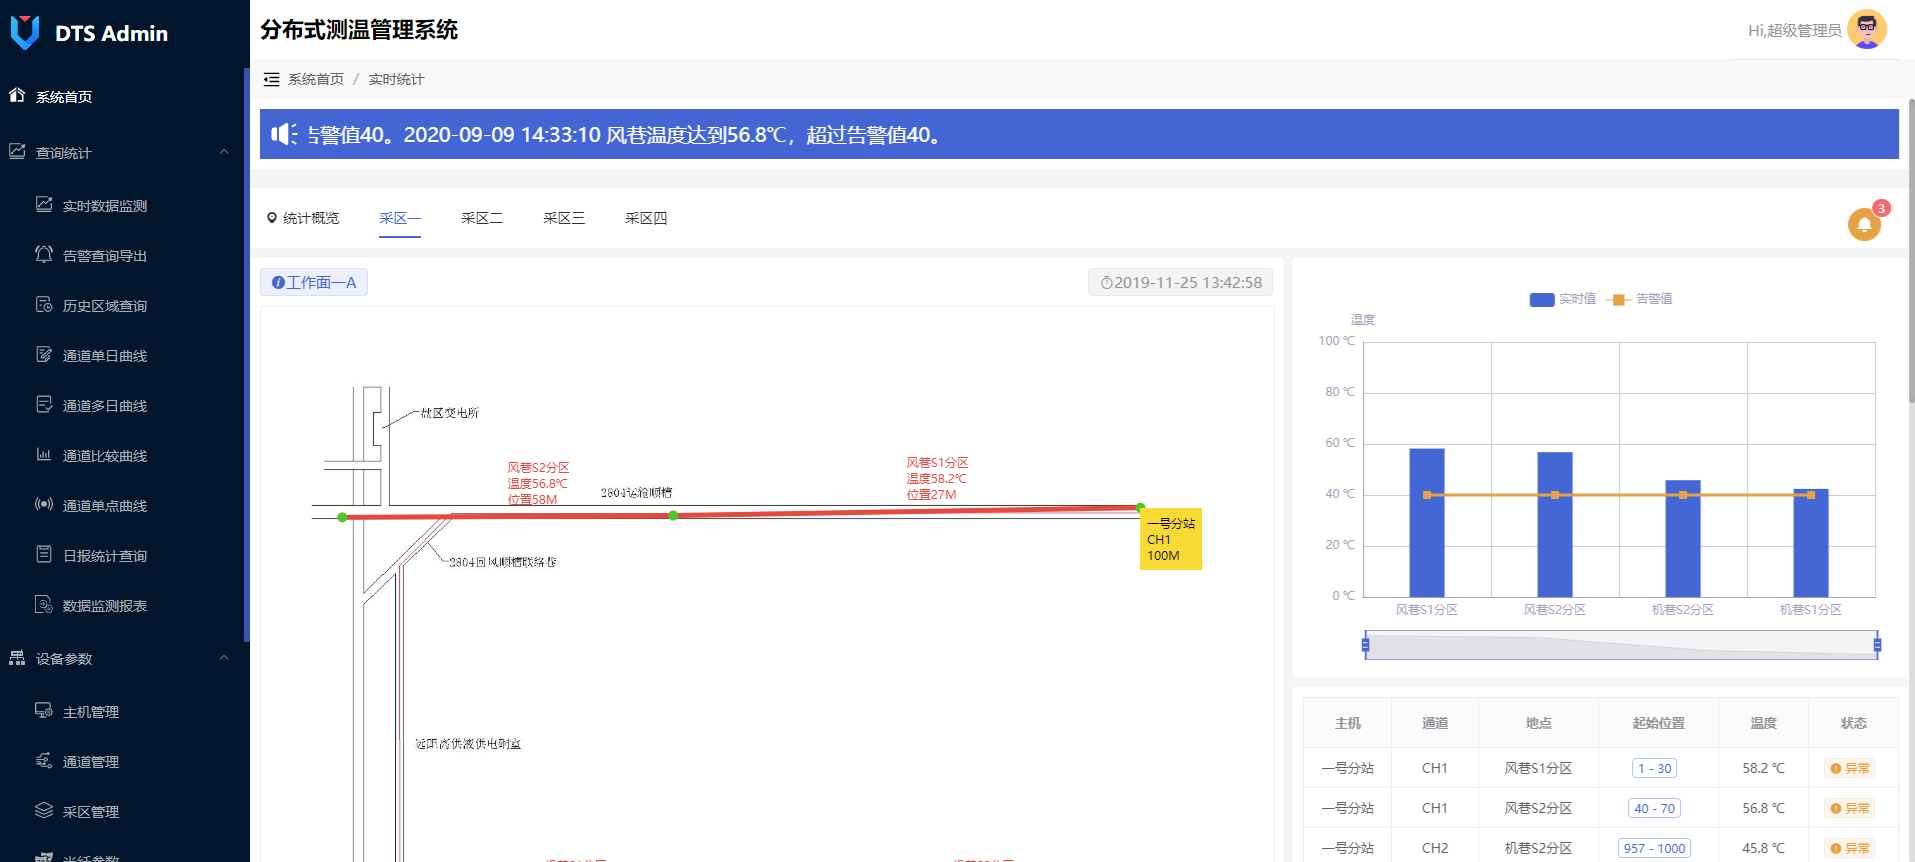 DTS Admin
分布式测温管理系统
Hi,超级管理员
系统首页
查询统计
实时数据监测
告警查询导出
历史区域查询
通道单日曲线
通道多日曲线
通道比较曲线
通道单点曲线
日报统计查询
数据监测报表
设备参数
主机管理
通道管理
采区管理
系统首页 / 实时统计
告警值40。2020-09-09 14:33:10 风巷温度达到56.8℃，超过告警值40。
统计概览 采区一 采区二 采区三 采区四
3
工作面一A
2019-11-25 13:42:58
盘区变电所
风巷S2分区
温度56.8℃
位置58M
2804运输顺槽
风巷S1分区
温度58.2℃
位置27M
一号分站
CH1
100M
2804回风顺槽联络巷
远距离供液供电硐室
实时值 告警值
温度
100 ℃
80 ℃
60 ℃
40 ℃
20 ℃
0 ℃
风巷S1分区 风巷S2分区 机巷S2分区 机巷S1分区
主机 通道 地点 起始位置 温度 状态
一号分站 CH1 风巷S1分区 1 - 30 58.2 ℃ 异常
一号分站 CH1 风巷S2分区 40 - 70 56.8 ℃ 异常
一号分站 CH2 机巷S2分区 957 - 1000 45.8 ℃ 异常